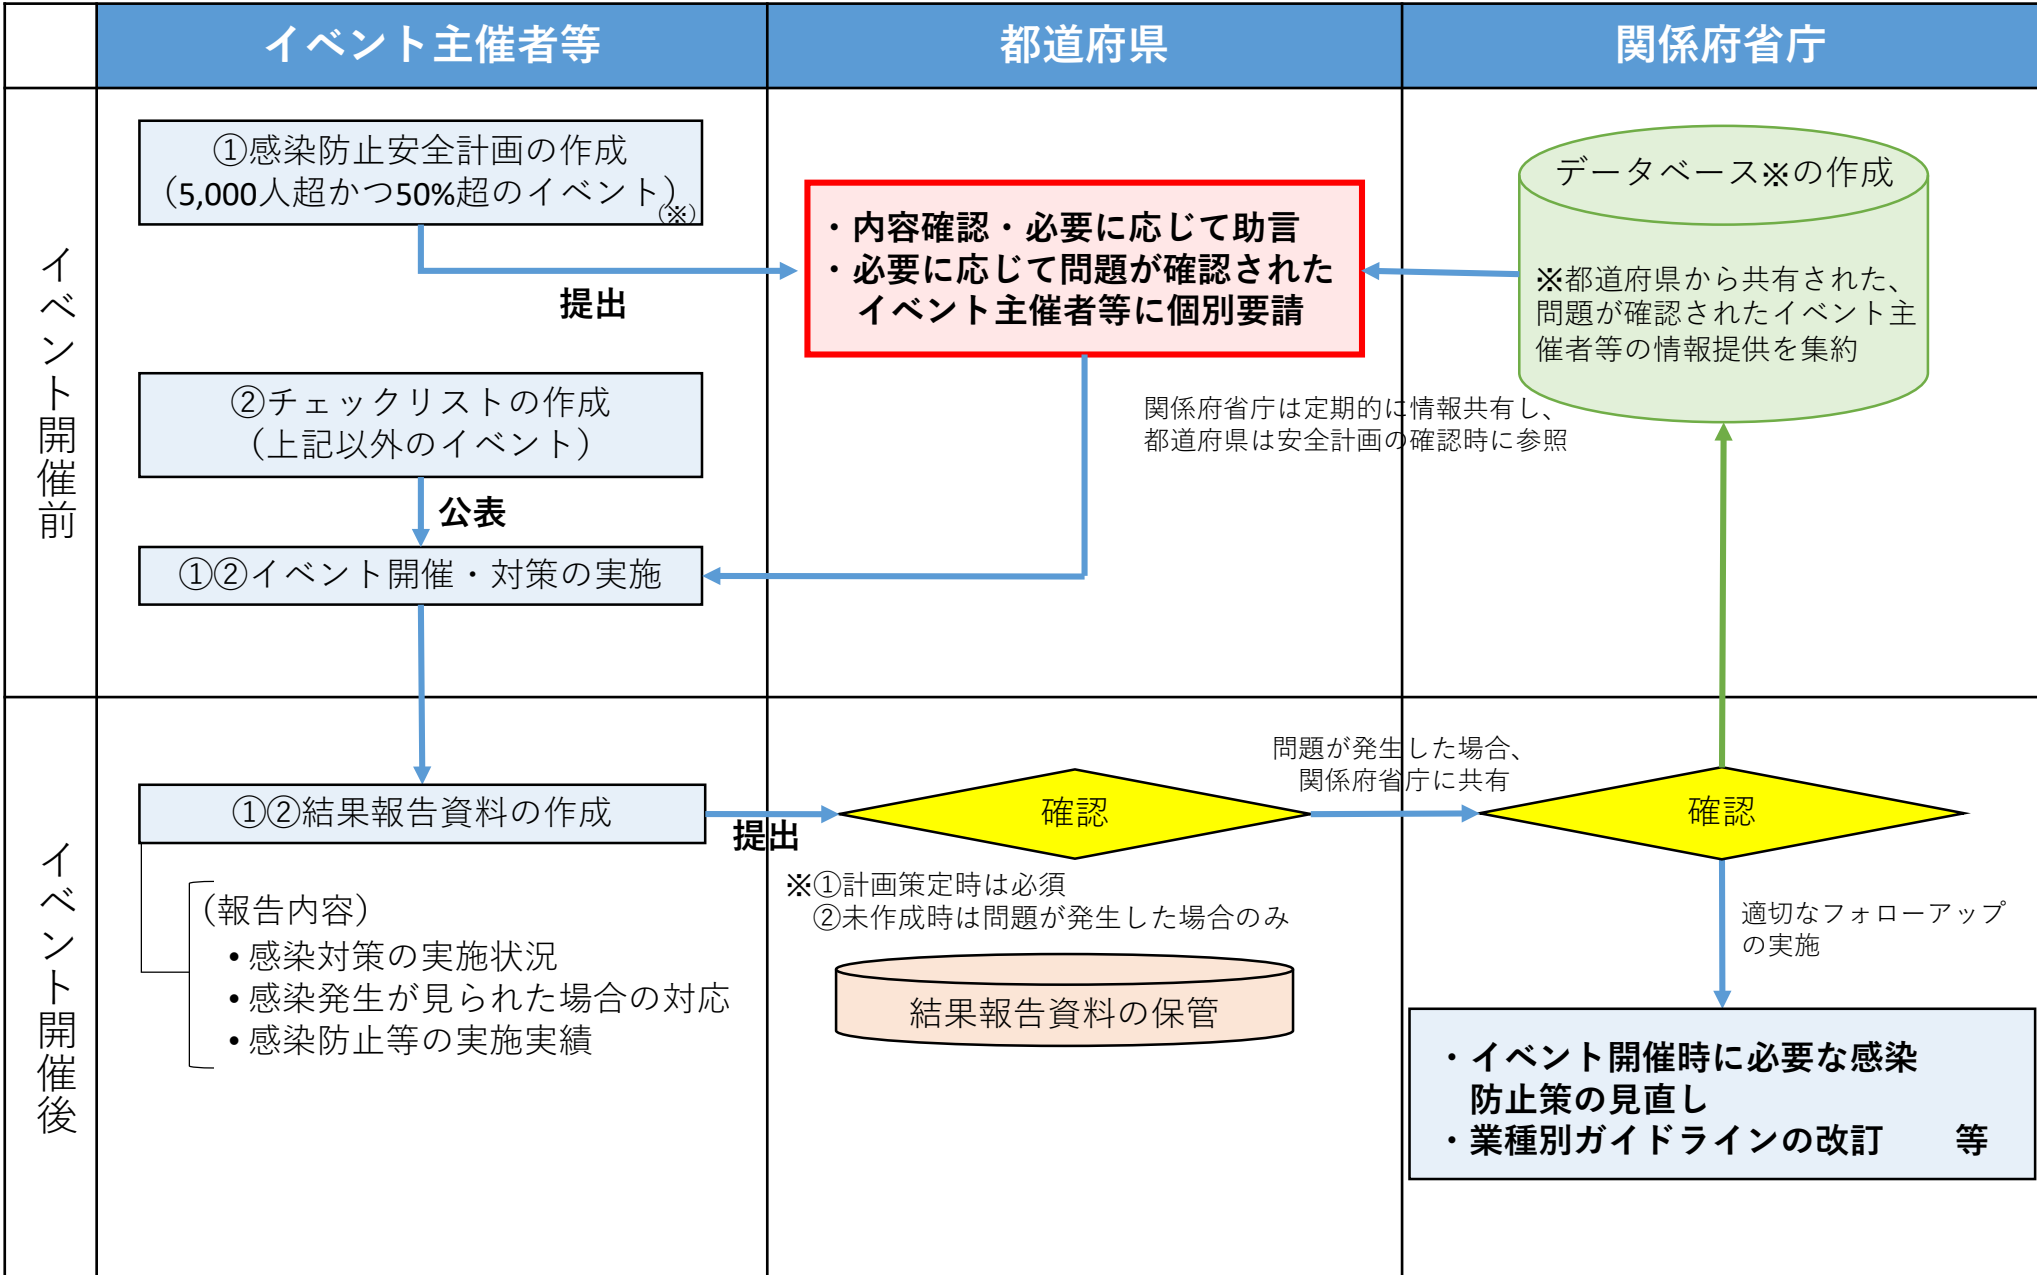 イベント主催者等
都道府県
関係府省庁
イベント開催前
①感染防止安全計画の作成
（5,000人超かつ50%超のイベント）
（※）
提出
・内容確認・必要に応じて助言
・必要に応じて問題が確認された
イベント主催者等に個別要請
データベース※の作成
※都道府県から共有された、
問題が確認されたイベント主
催者等の情報提供を集約
②チェックリストの作成
（上記以外のイベント）
公表
関係府省庁は定期的に情報共有し、
都道府県は安全計画の確認時に参照
①②イベント開催・対策の実施
イベント開催後
①②結果報告資料の作成
提出
（報告内容）
• 感染対策の実施状況
• 感染発生が見られた場合の対応
• 感染防止等の実施実績
確認
問題が発生した場合、
関係府省庁に共有
※①計画策定時は必須
②未作成時は問題が発生した場合のみ
結果報告資料の保管
確認
適切なフォローアップ
の実施
・イベント開催時に必要な感染
防止策の見直し
・業種別ガイドラインの改訂　　等